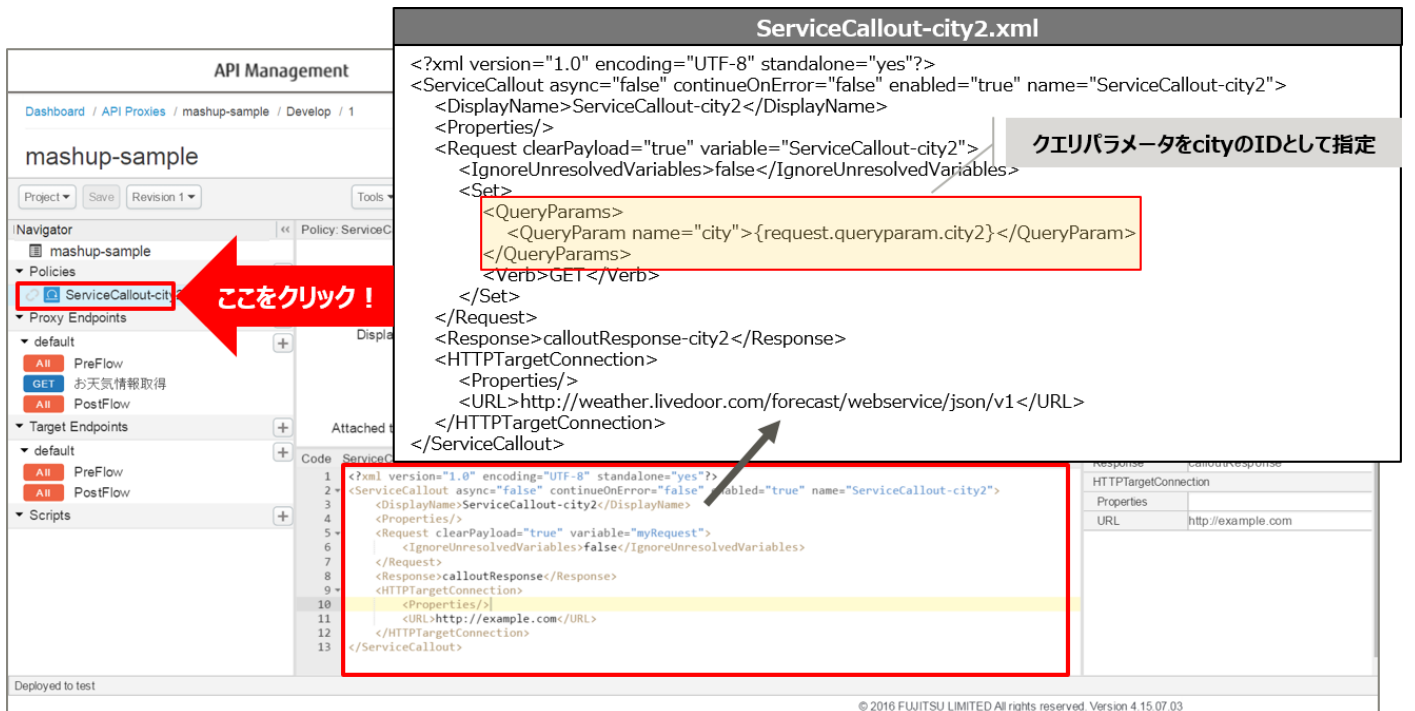 ServiceCallout-city2.xml
<?xml version="1.0" encoding="UTF-8" standalone="yes"?>
<ServiceCallout async="false" continueOnError="false" enabled="true" name="ServiceCallout-city2">
<DisplayName>ServiceCallout-city2</DisplayName>
<Properties/>
<Request clearPayload="true" variable="ServiceCallout-city2">
<IgnoreUnresolvedVariables>false</IgnoreUnresolvedVariables>
<Set>
<QueryParams>
<QueryParam name="city">{request.queryparam.city2}</QueryParam>
</QueryParams>
<Verb>GET</Verb>
</Set>
</Request>
<Response>calloutResponse-city2</Response>
<HTTPTargetConnection>
<Properties/>
<URL>http://weather.livedoor.com/forecast/webservice/json/v1</URL>
</HTTPTargetConnection>
</ServiceCallout>
クエリパラメータをcityのIDとして指定
API Management
Dashboard / API Proxies / mashup-sample / Develop / 1
mashup-sample
Project Save Revision 1 Tools
Navigator
mashup-sample
Policies
ServiceCallout-city2
Proxy Endpoints
default
All PreFlow
GET お天気情報取得
All PostFlow
Target Endpoints
default
All PreFlow
All PostFlow
Scripts
ここをクリック！
Policy: ServiceC
Displa
Attached t
Code ServiceC
1 <?xml version="1.0" encoding="UTF-8" standalone="yes"?>
2 <ServiceCallout async="false" continueOnError="false" enabled="true" name="ServiceCallout-city2">
3 <DisplayName>ServiceCallout-city2</DisplayName>
4 <Properties/>
5 <Request clearPayload="true" variable="myRequest">
6 <IgnoreUnresolvedVariables>false</IgnoreUnresolvedVariables>
7 </Request>
8 <Response>calloutResponse</Response>
9 <HTTPTargetConnection>
10 <Properties/>
11 <URL>http://example.com</URL>
12 </HTTPTargetConnection>
13 </ServiceCallout>
Response calloutResponse
HTTPTargetConnection
Properties
URL http://example.com
Deployed to test
© 2016 FUJITSU LIMITED All rights reserved. Version 4.15.07.03